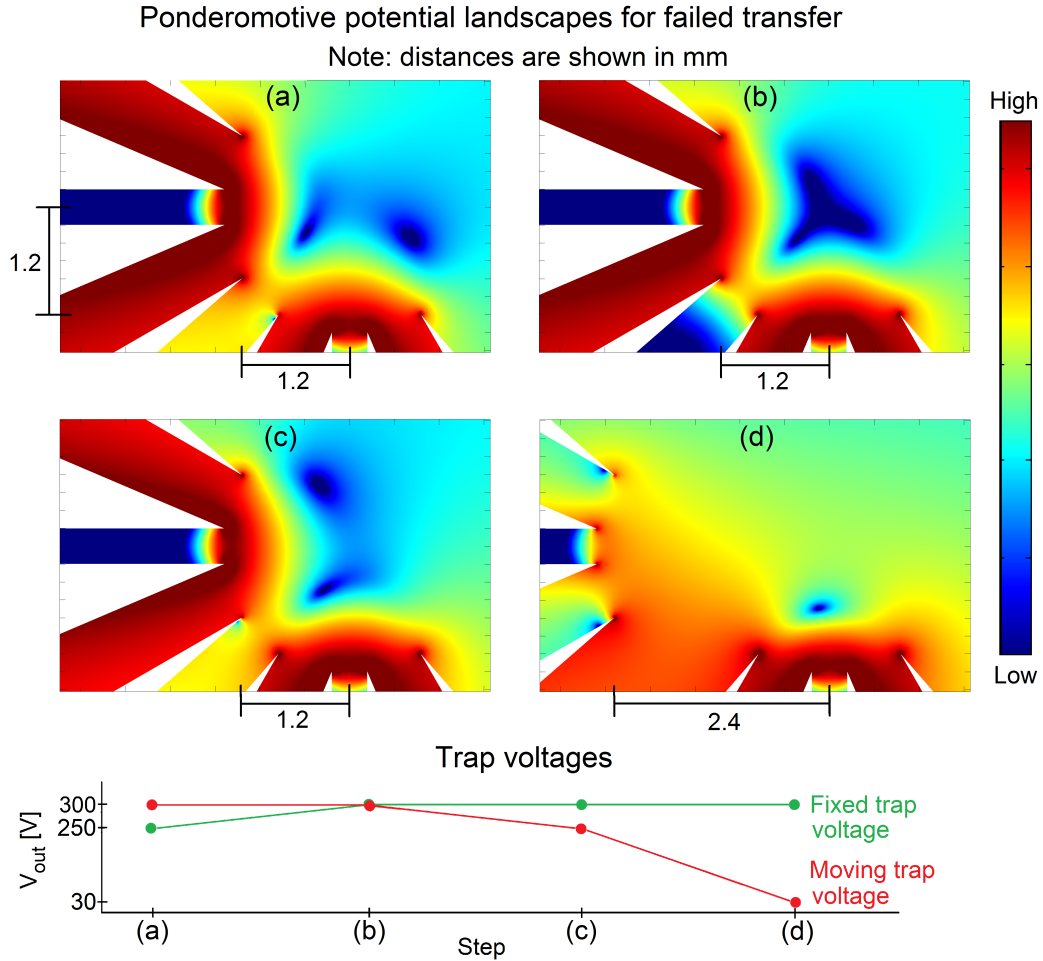 Ponderomotive potential landscapes for failed transfer
Note: distances are shown in mm
(a)
(b)
High
1.2
1.2
1.2
(c)
(d)
Low
1.2
2.4
Trap voltages
V_out [V]
300
250
30
Fixed trap
voltage
Moving trap
voltage
(a)
(b)
(c)
(d)
Step